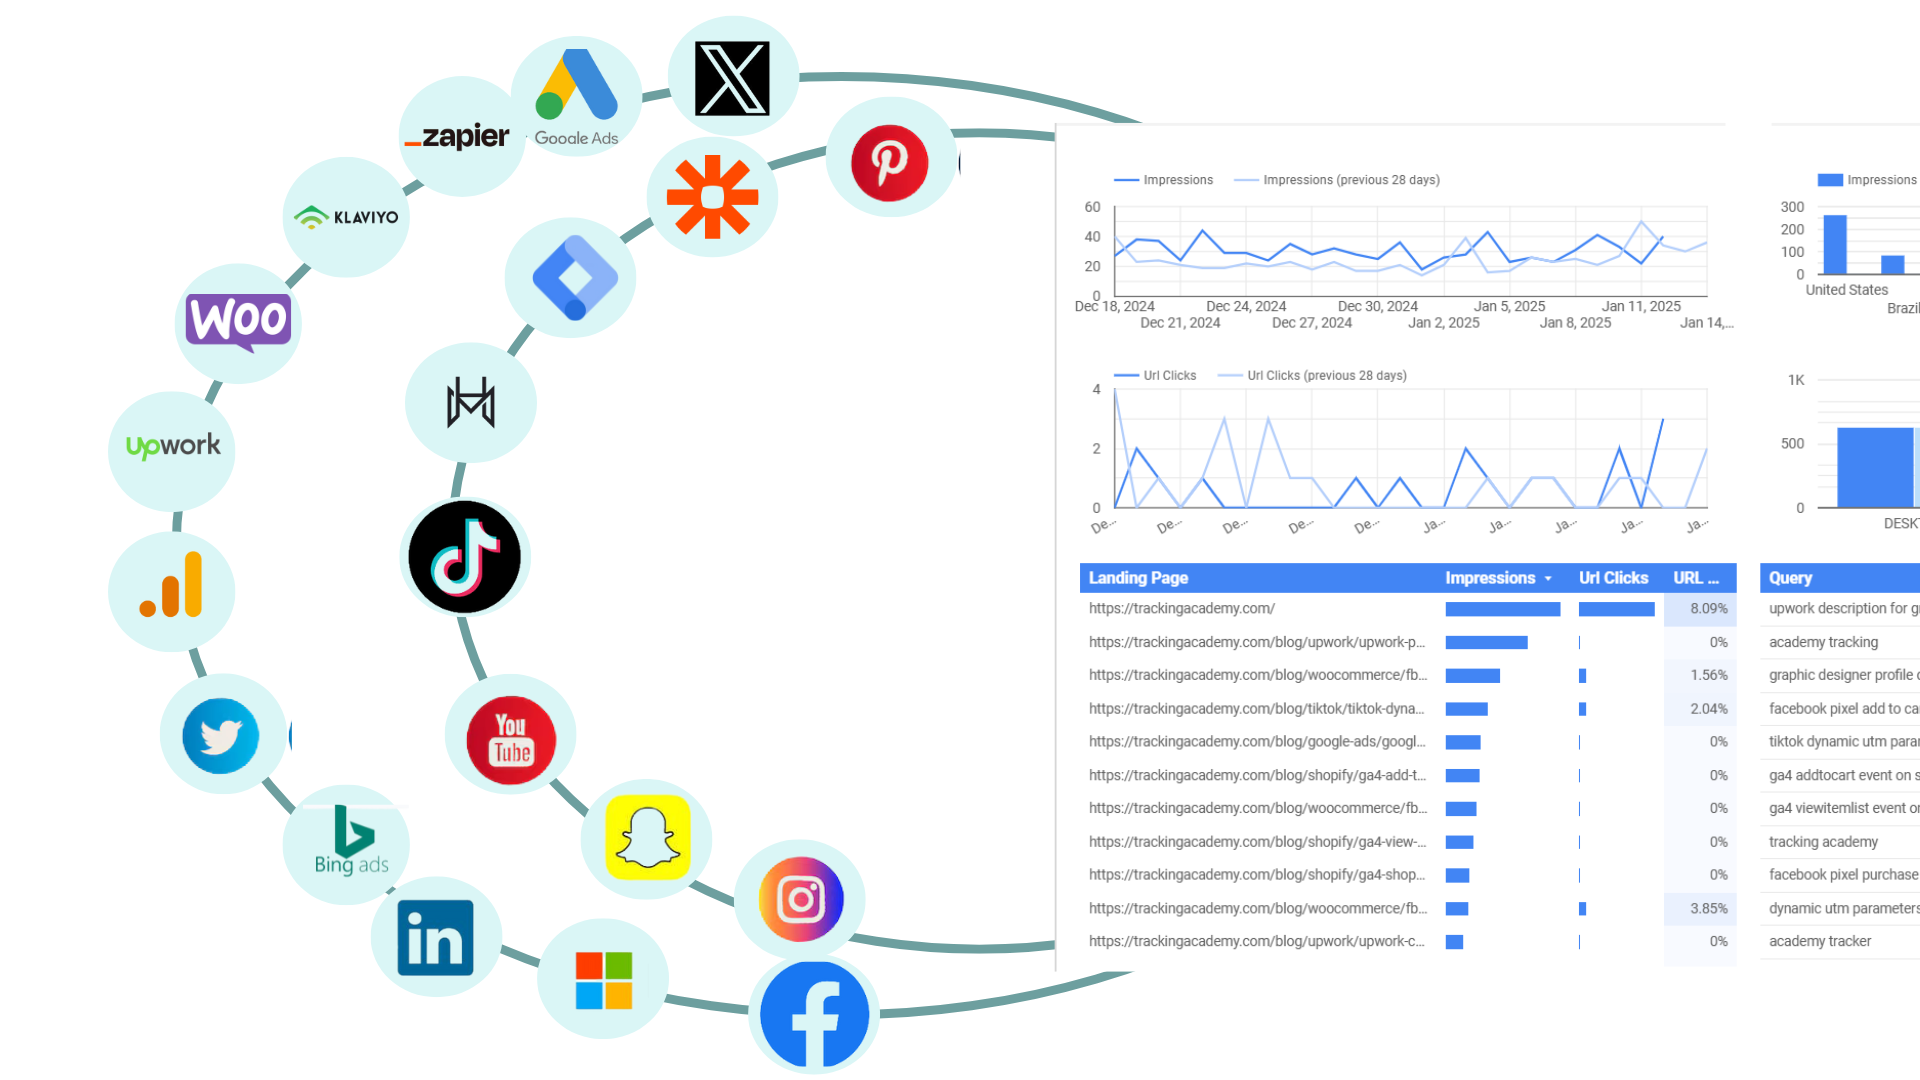 zapier
Google Ads
KLAVIYO
WOO
upwork
You
Tube
Bing ads
in
Impressions
Impressions (previous 28 days)
60
40
20
0
Dec 18, 2024
Dec 24, 2024
Dec 30, 2024
Jan 5, 2025
Jan 11, 2025
Dec 21, 2024
Dec 27, 2024
Jan 2, 2025
Jan 8, 2025
Jan 14,...
Impressions
300
200
100
0
United States
Brazil
Url Clicks
Url Clicks (previous 28 days)
4
2
0
De...
De...
De...
De...
De...
Ja...
Ja...
Ja...
Ja...
Ja...
1K
500
0
DESKT
Landing Page Impressions Url Clicks URL ...
https://trackingacademy.com/ 8.09%
https://trackingacademy.com/blog/upwork/upwork-p... 0%
https://trackingacademy.com/blog/woocommerce/fb... 1.56%
https://trackingacademy.com/blog/tiktok/tiktok-dyna... 2.04%
https://trackingacademy.com/blog/google-ads/googl... 0%
https://trackingacademy.com/blog/shopify/ga4-add-t... 0%
https://trackingacademy.com/blog/woocommerce/fb... 0%
https://trackingacademy.com/blog/shopify/ga4-view-... 0%
https://trackingacademy.com/blog/shopify/ga4-shop... 0%
https://trackingacademy.com/blog/woocommerce/fb... 3.85%
https://trackingacademy.com/blog/upwork/upwork-c... 0%
Query
upwork description for g
academy tracking
graphic designer profile
facebook pixel add to ca
tiktok dynamic utm para
ga4 addtocart event on s
ga4 viewitemlist event o
tracking academy
facebook pixel purchase
dynamic utm parameters
academy tracker